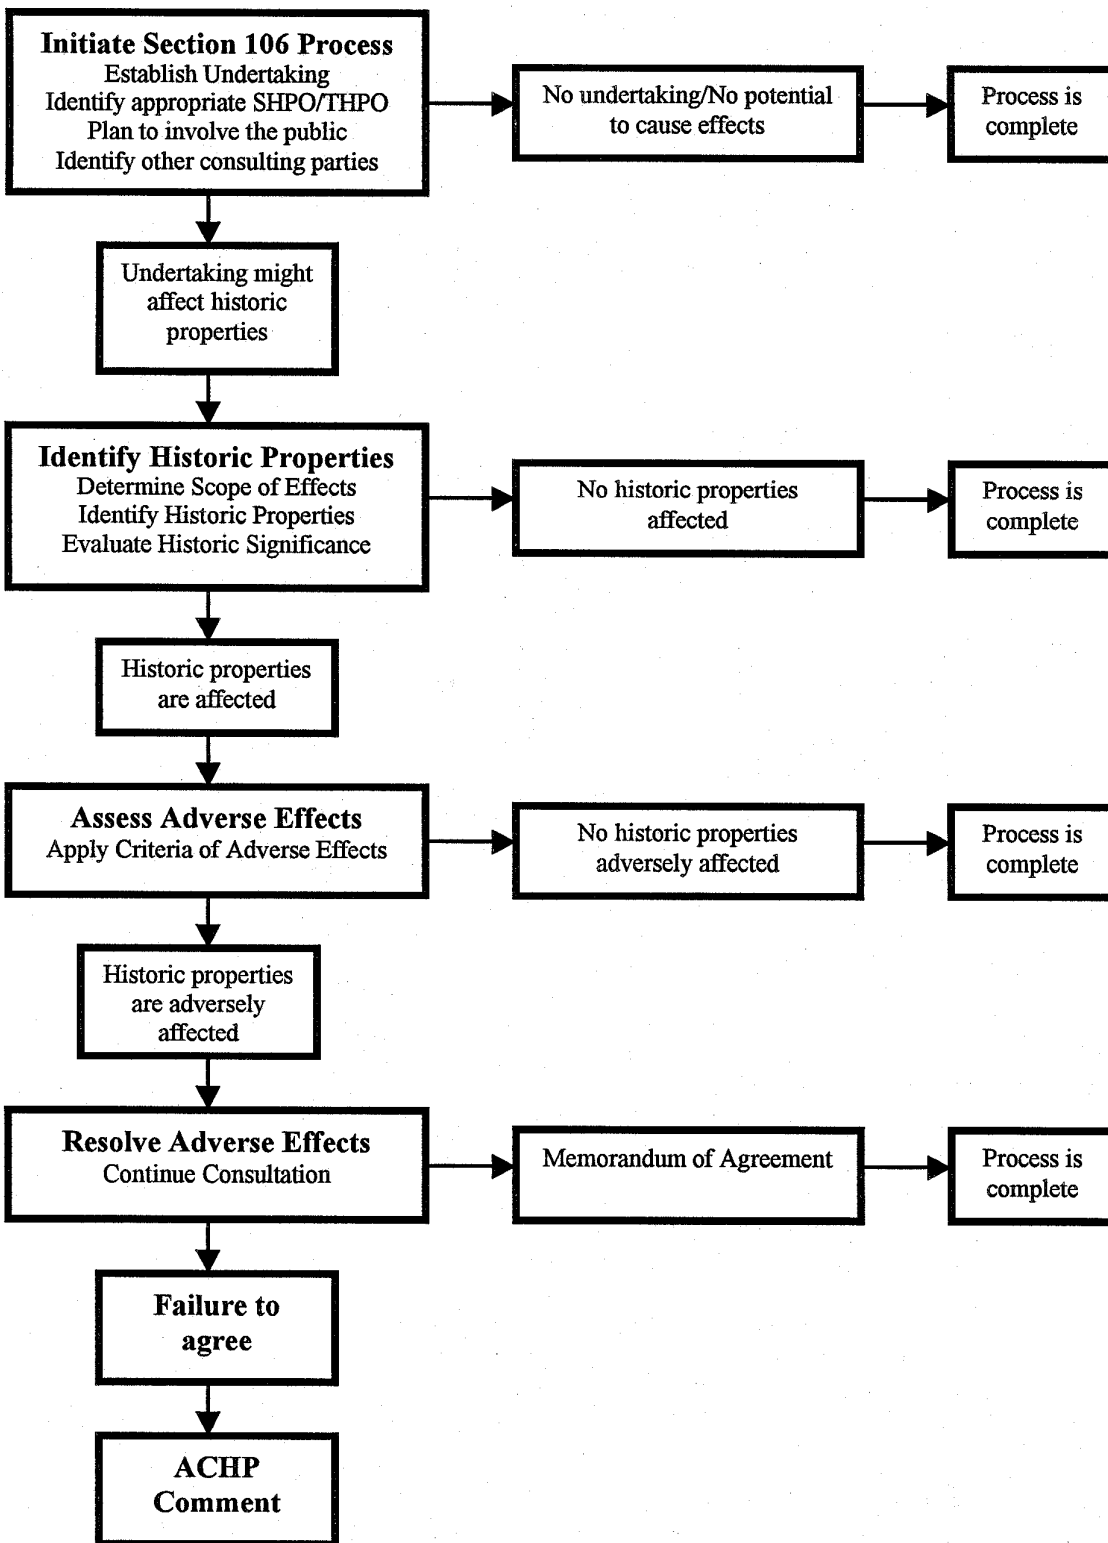 Initiate Section 106 Process
Establish Undertaking
Identify appropriate SHPO/THPO
Plan to involve the public
Identify other consulting parties
No undertaking/No potential
to cause effects
Process is
complete
Undertaking might
affect historic
properties
Identify Historic Properties
Determine Scope of Effects
Identify Historic Properties
Evaluate Historic Significance
No historic properties
affected
Process is
complete
Historic properties
are affected
Assess Adverse Effects
Apply Criteria of Adverse Effects
No historic properties
adversely affected
Process is
complete
Historic properties
are adversely
affected
Resolve Adverse Effects
Continue Consultation
Memorandum of Agreement
Process is
complete
Failure to
agree
ACHP
Comment